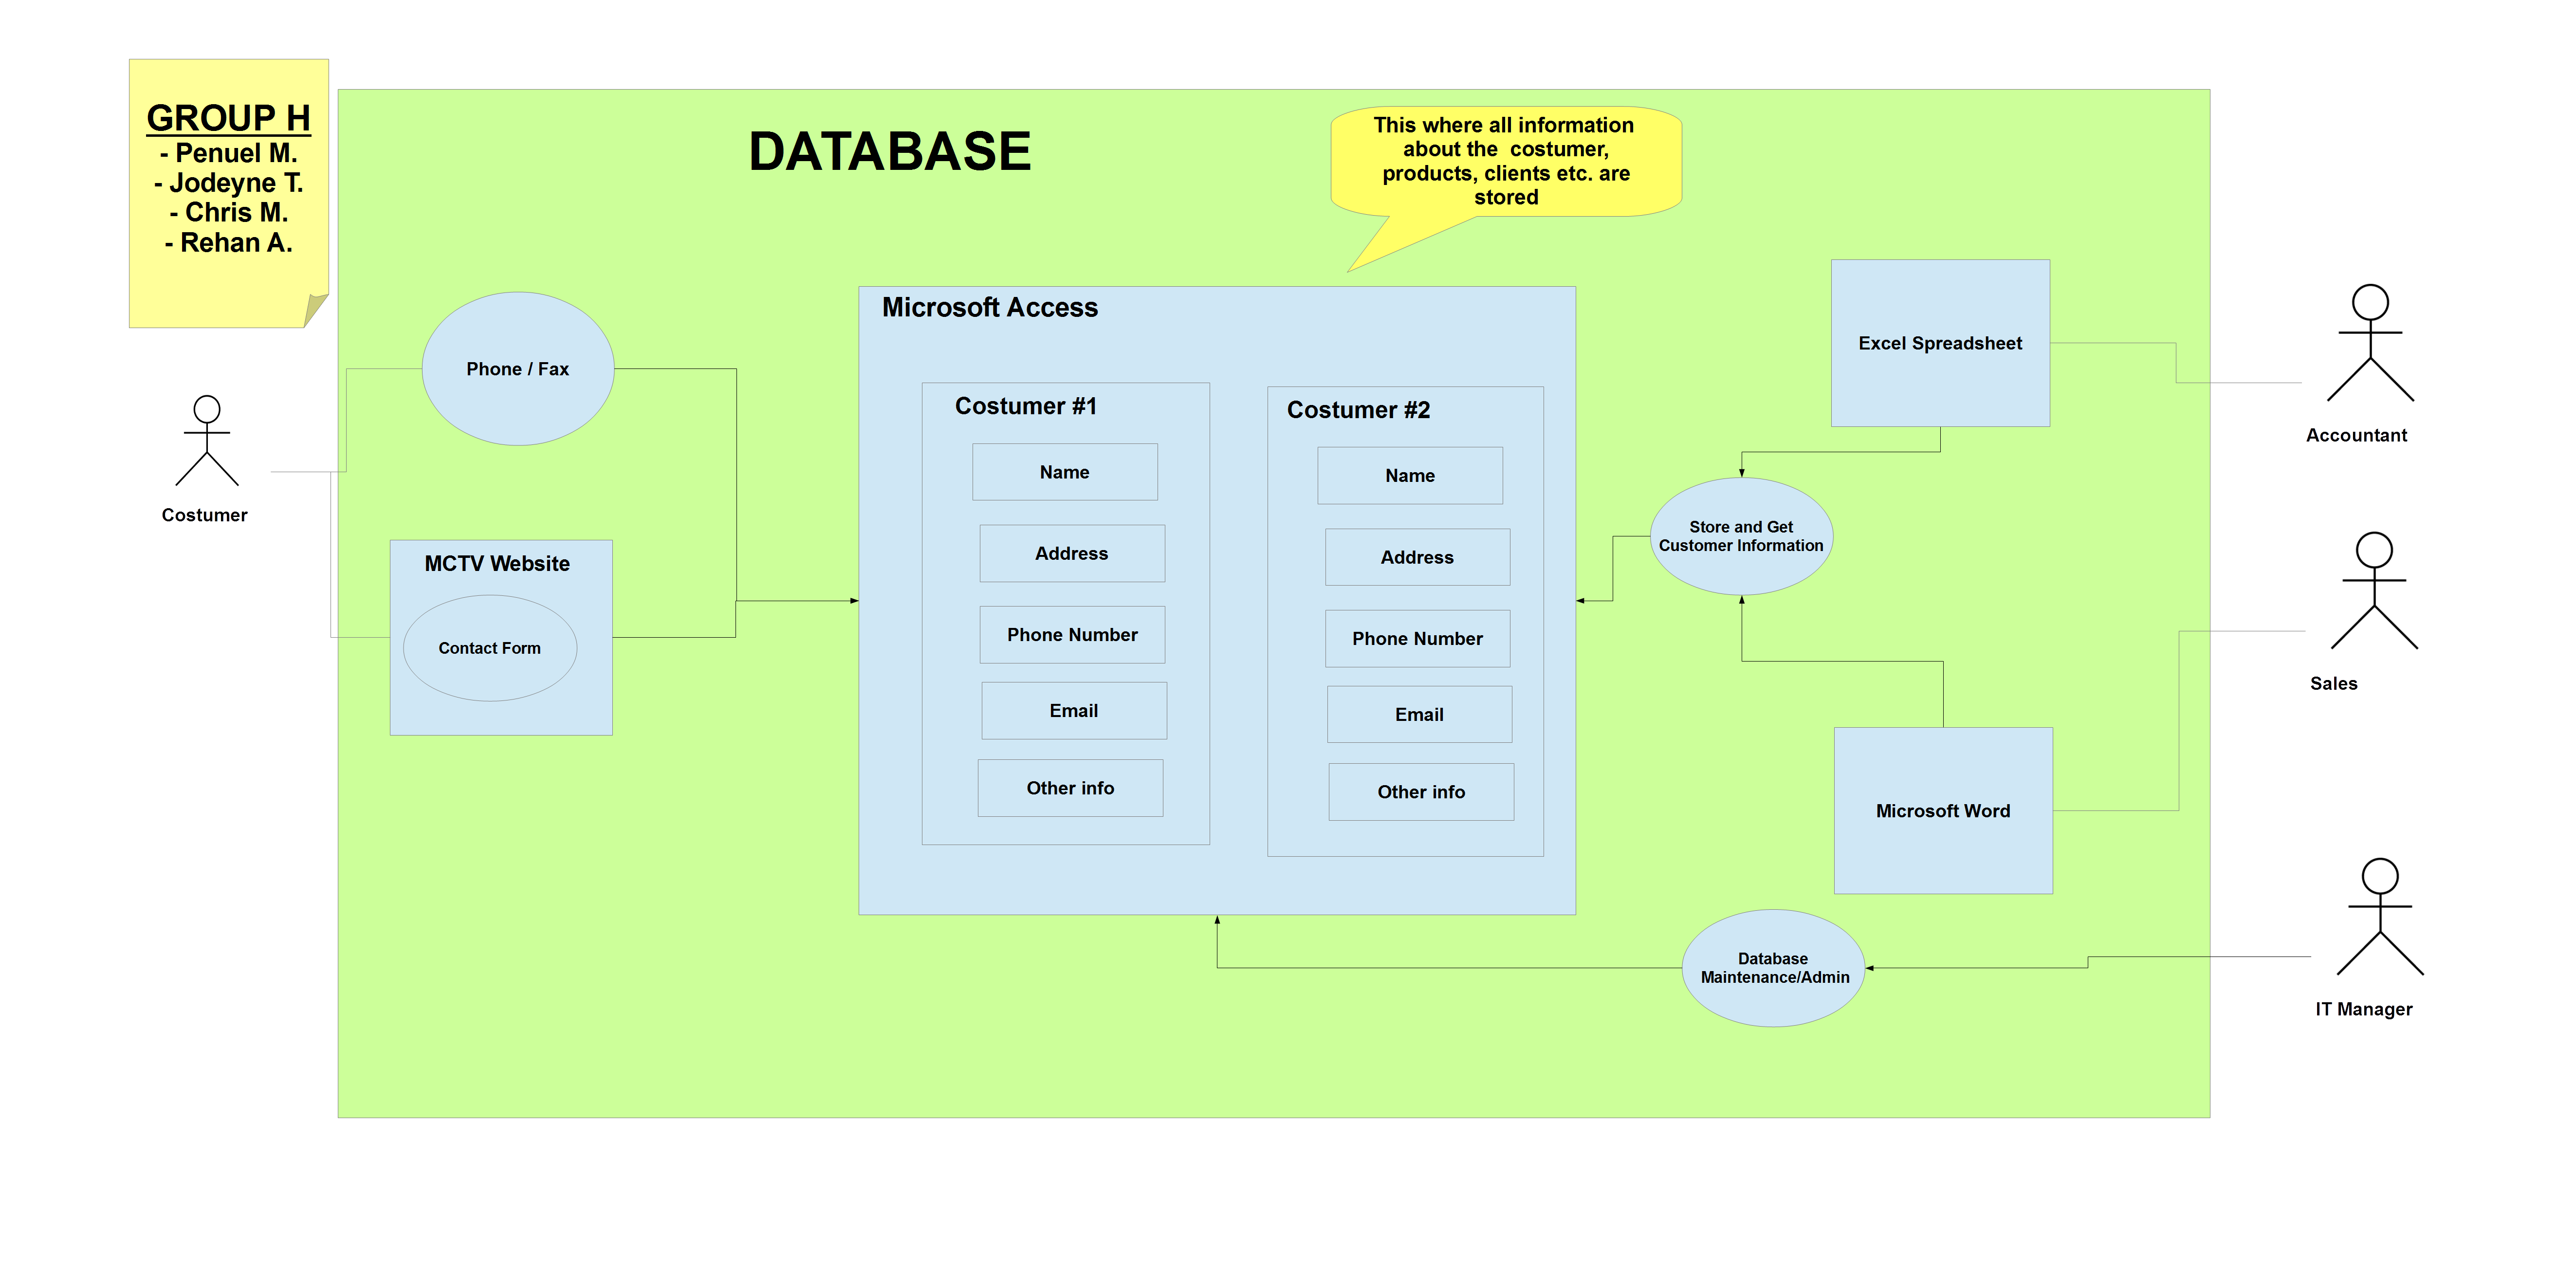 GROUP H
- Penuel M.
- Jodeyne T.
- Chris M.
- Rehan A.
DATABASE
This where all information
about the  costumer,
products, clients etc. are
stored
Phone / Fax
Costumer
MCTV Website
Contact Form
Microsoft Access
Costumer #1
Name
Address
Phone Number
Email
Other info
Costumer #2
Name
Address
Phone Number
Email
Other info
Excel Spreadsheet
Store and Get
Customer Information
Microsoft Word
Database
Maintenance/Admin
Accountant
Sales
IT Manager